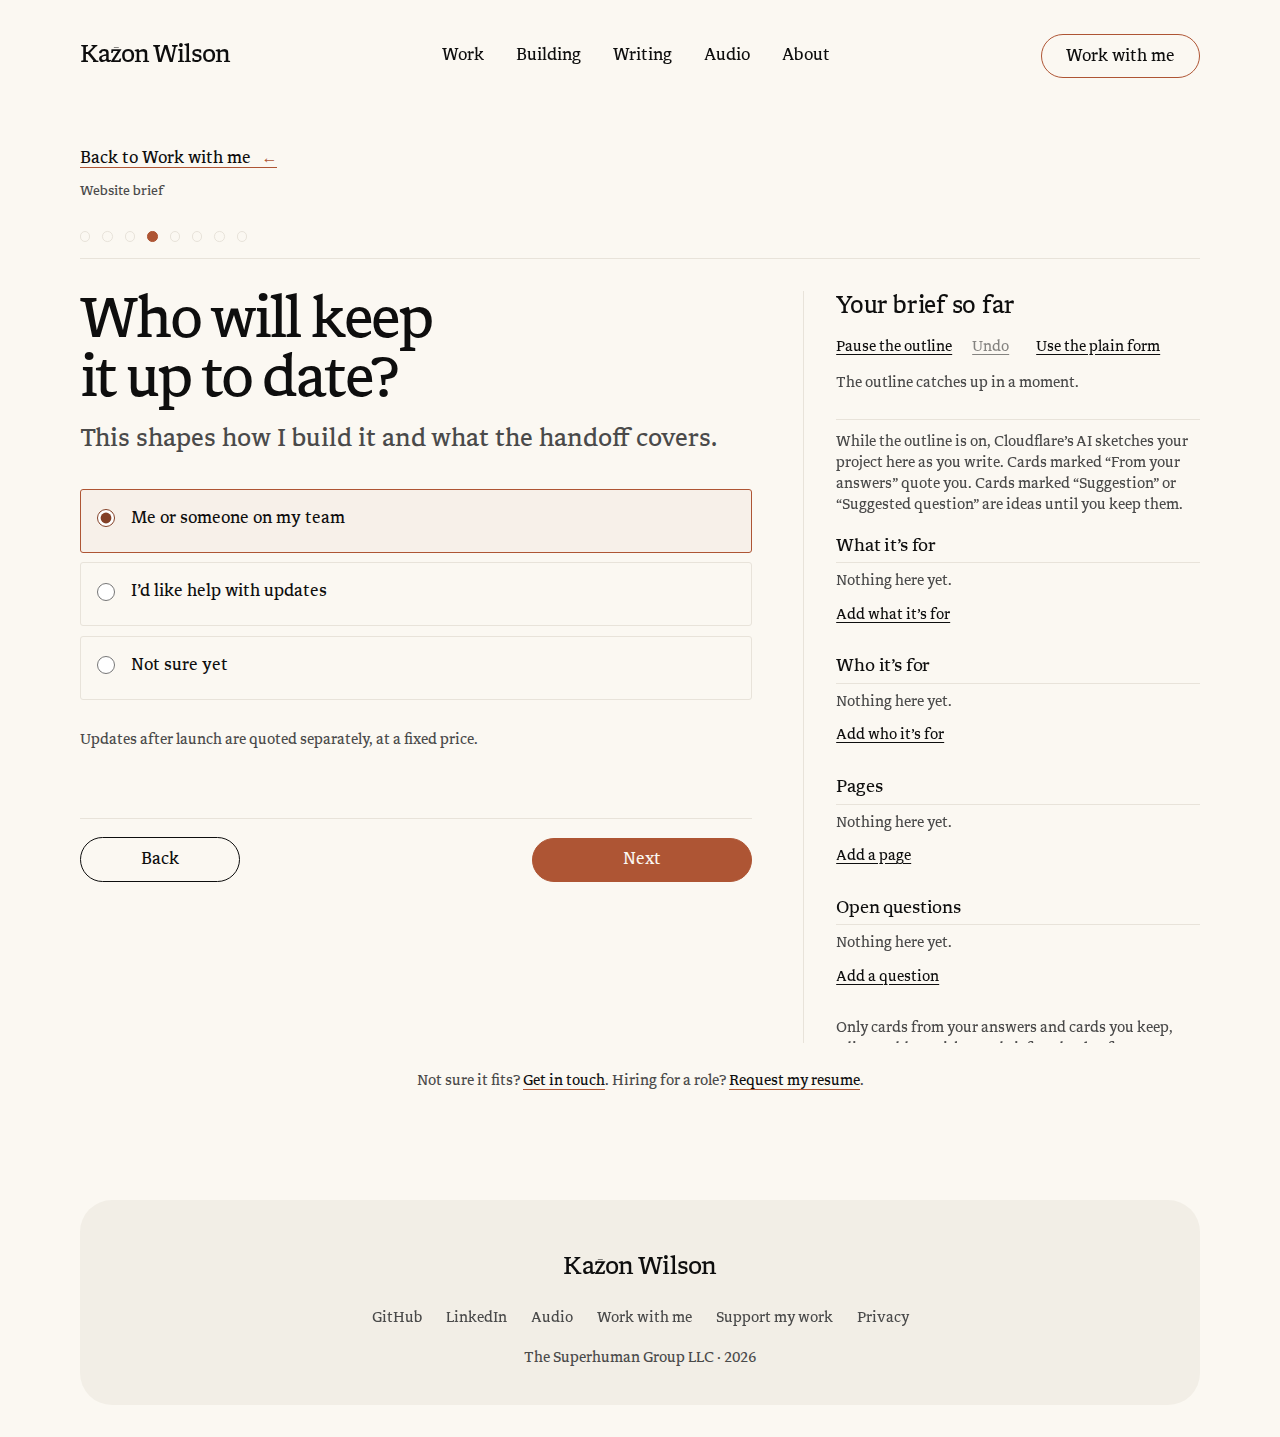 Kažon Wilson
Work
Building
Writing
Audio
About
Work with me
Back to Work with me ←
Website brief
Who will keep
it up to date?
This shapes how I build it and what the handoff covers.
Me or someone on my team
I’d like help with updates
Not sure yet
Updates after launch are quoted separately, at a fixed price.
Back
Next
Your brief so far
Pause the outline
Undo
Use the plain form
The outline catches up in a moment.
While the outline is on, Cloudflare’s AI sketches your
project here as you write. Cards marked “From your
answers” quote you. Cards marked “Suggestion” or
“Suggested question” are ideas until you keep them.
What it’s for
Nothing here yet.
Add what it’s for
Who it’s for
Nothing here yet.
Add who it’s for
Pages
Nothing here yet.
Add a page
Open questions
Nothing here yet.
Add a question
Only cards from your answers and cards you keep,
Not sure it fits? Get in touch. Hiring for a role? Request my resume.
Kažon Wilson
GitHub
LinkedIn
Audio
Work with me
Support my work
Privacy
The Superhuman Group LLC · 2026